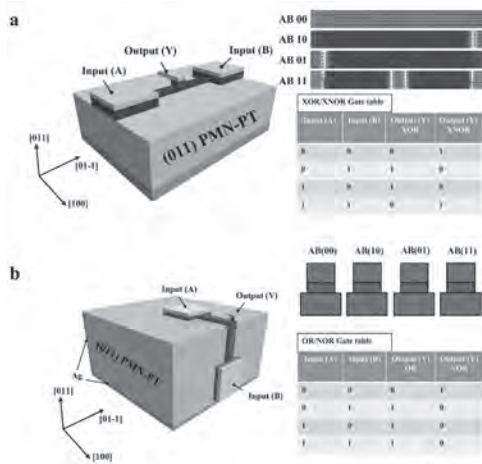 a
AB 00
AB 10
AB 01
AB 11
Output (Y)
Input (B)
Input (A)
(011) PMN-PT
[011]
[01-1]
[100]
XOR/XNOR Gate table
Input (A) Input (B) Output (Y) XOR Output (Y) XNOR
0 0 0 1
0 1 1 0
1 0 1 0
1 1 0 1
b
AB(00) AB(10) AB(01) AB(11)
Input (A)
Output (Y)
(011) PMN-PT
Ag
Input (B)
[011]
[01-1]
[100]
OR/NOR Gate table
Input (A) Input (B) Output (Y) OR Output (Y) NOR
0 0 0 1
0 1 1 0
1 0 1 0
1 1 1 0